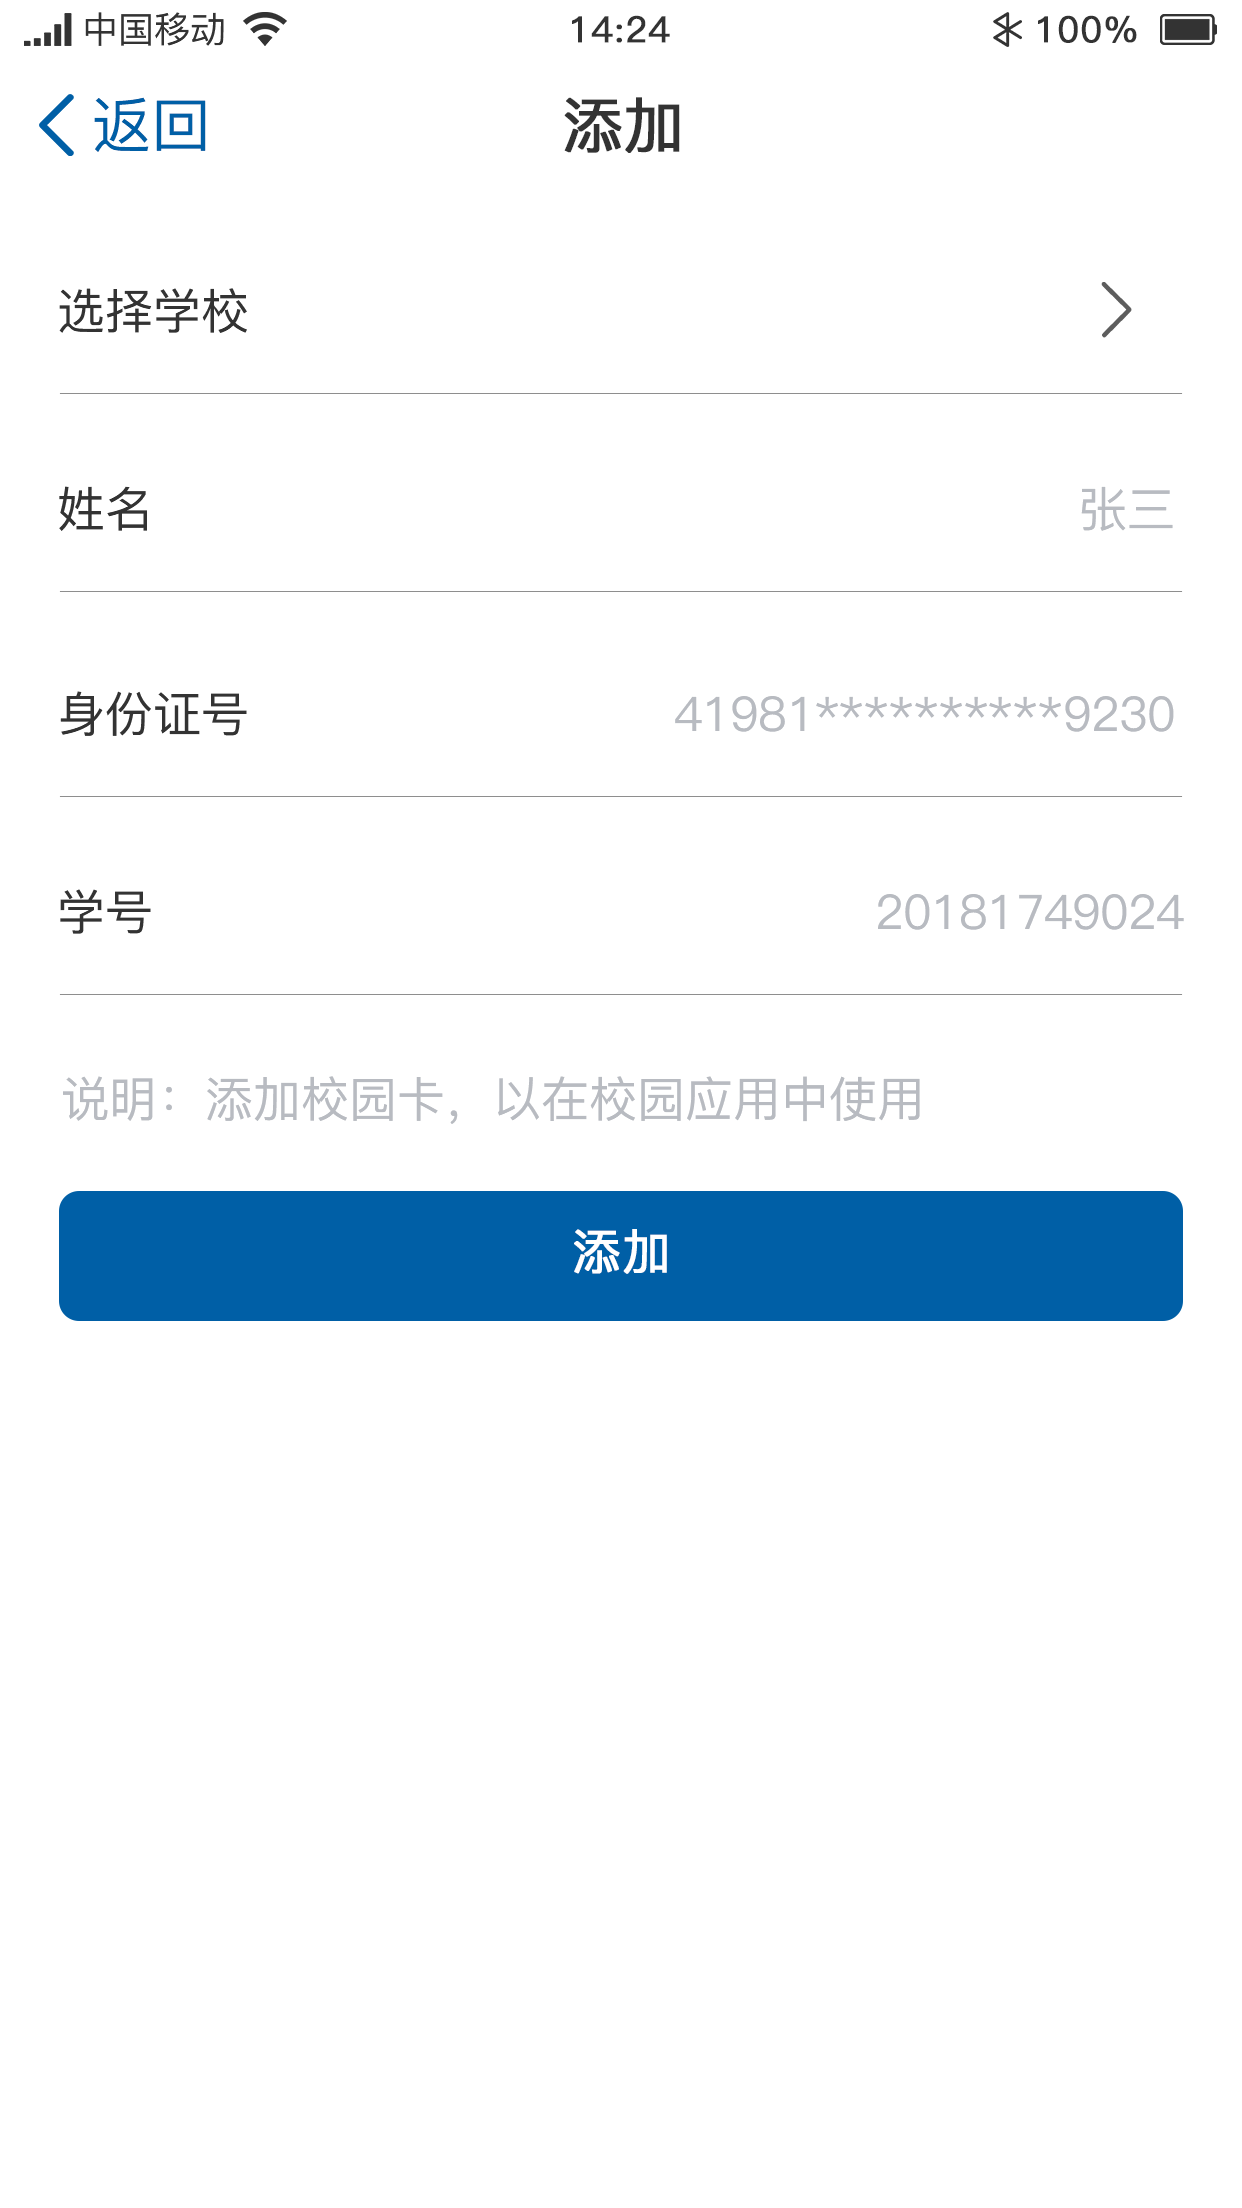 中国移动 14:24 100%
返回 添加
选择学校
姓名 张三
身份证号 41981**********9230
学号 20181749024
说明：添加校园卡，以在校园应用中使用
添加